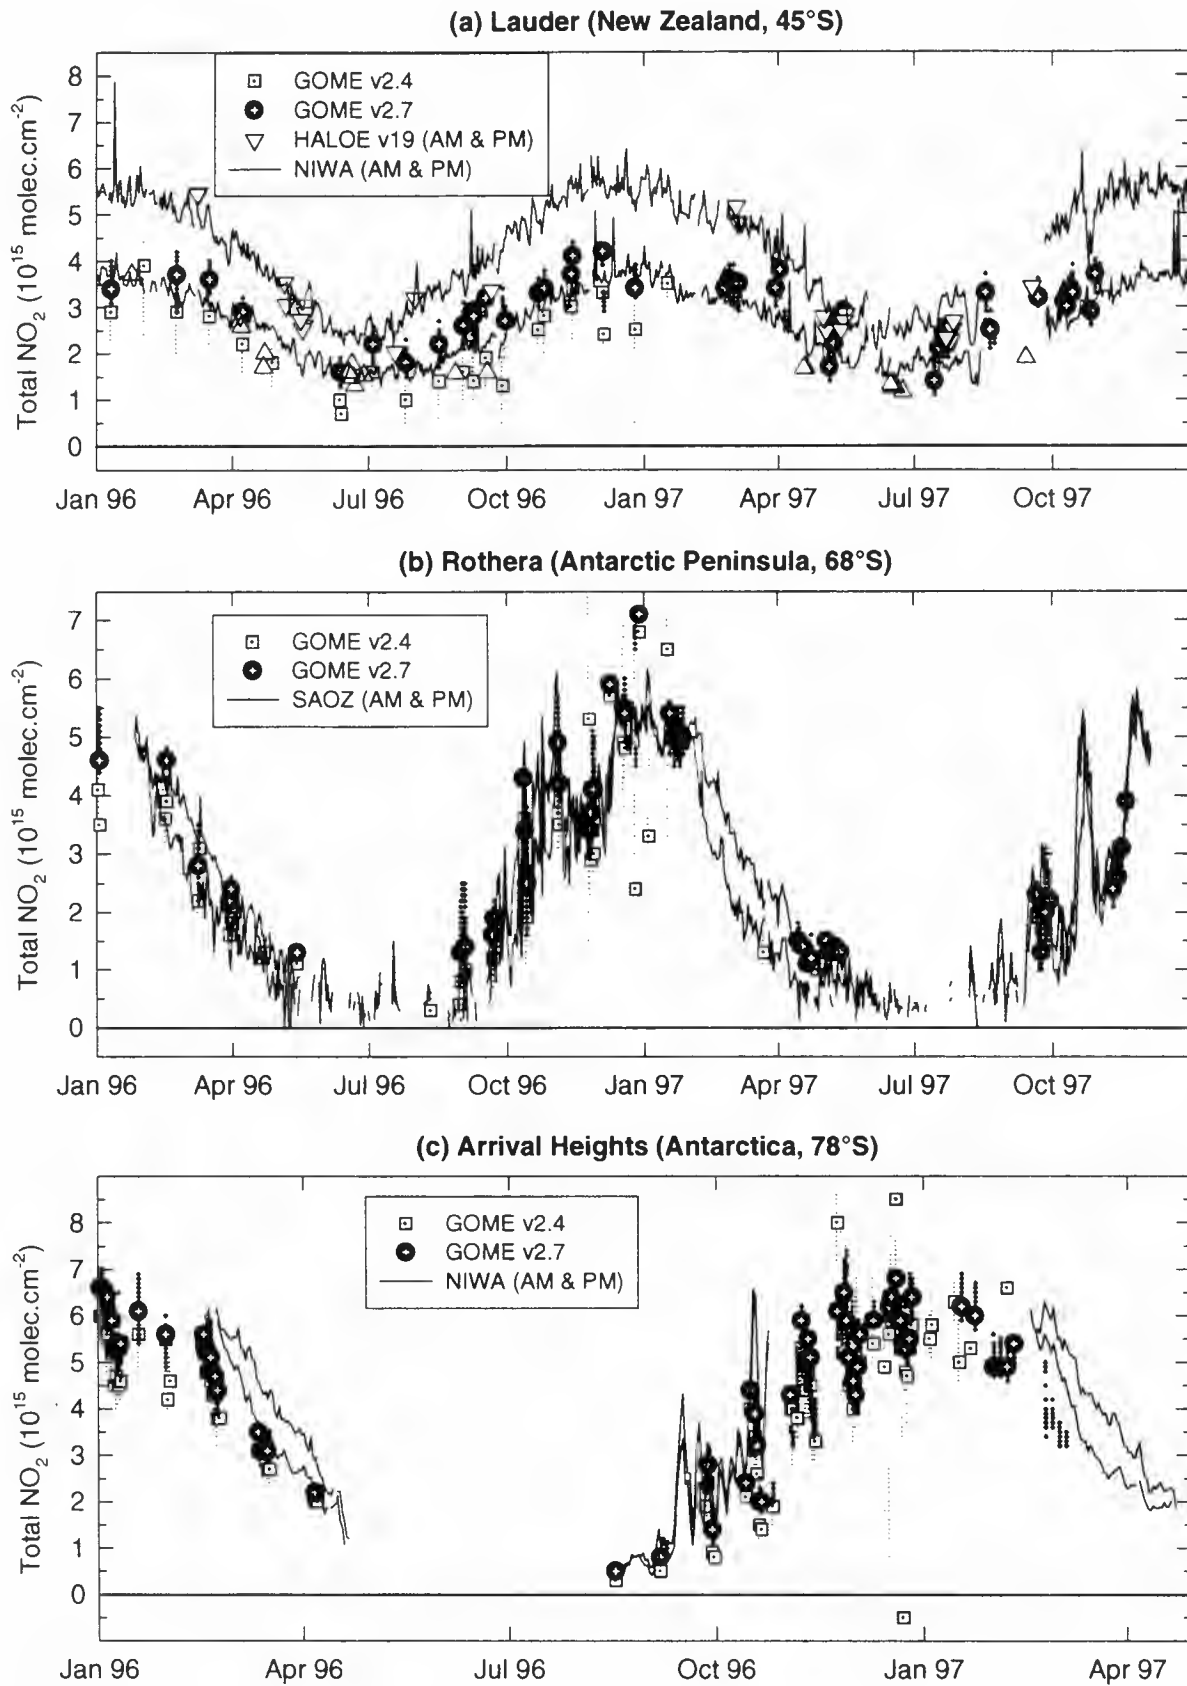 (a) Lauder (New Zealand, 45°S)
Total NO2 (10^15 molec.cm^-2)
8
7
6
5
4
3
2
1
0
GOME v2.4
GOME v2.7
HALOE v19 (AM & PM)
NIWA (AM & PM)
Jan 96 Apr 96 Jul 96 Oct 96 Jan 97 Apr 97 Jul 97 Oct 97
(b) Rothera (Antarctic Peninsula, 68°S)
Total NO2 (10^15 molec.cm^-2)
7
6
5
4
3
2
1
0
GOME v2.4
GOME v2.7
SAOZ (AM & PM)
Jan 96 Apr 96 Jul 96 Oct 96 Jan 97 Apr 97 Jul 97 Oct 97
(c) Arrival Heights (Antarctica, 78°S)
Total NO2 (10^15 molec.cm^-2)
8
7
6
5
4
3
2
1
0
GOME v2.4
GOME v2.7
NIWA (AM & PM)
Jan 96 Apr 96 Jul 96 Oct 96 Jan 97 Apr 97